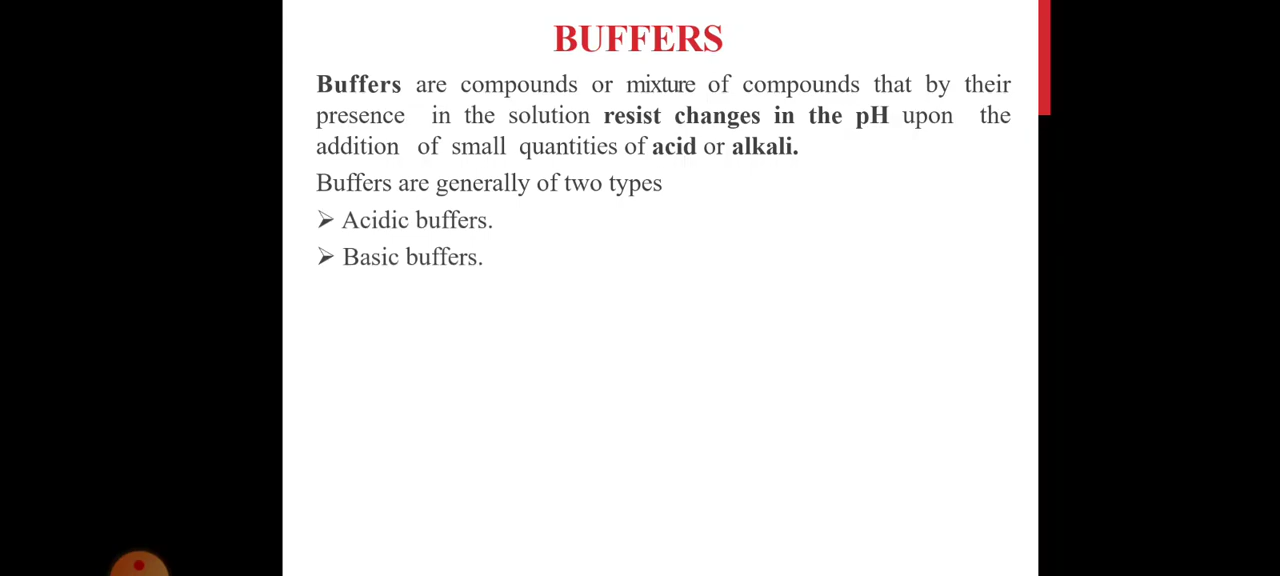 BUFFERS
Buffers are compounds or mixture of compounds that by their
presence in the solution resist changes in the pH upon the
addition of small quantities of acid or alkali.
Buffers are generally of two types
➢ Acidic buffers.
➢ Basic buffers.